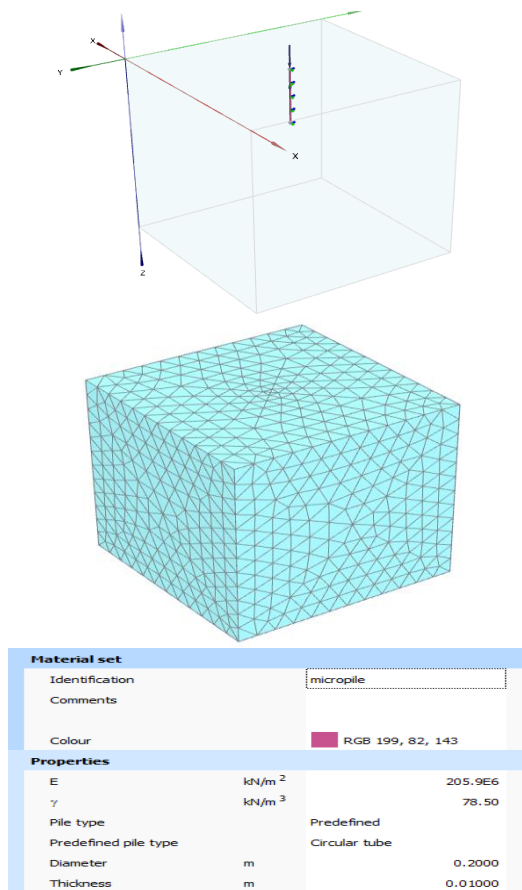 X
Y
X
Z
Material set
Identification micropile
Comments
Colour RGB 199, 82, 143
Properties
E kN/m 2 205.9E6
γ kN/m 3 78.50
Pile type Predefined
Predefined pile type Circular tube
Diameter m 0.2000
Thickness m 0.01000